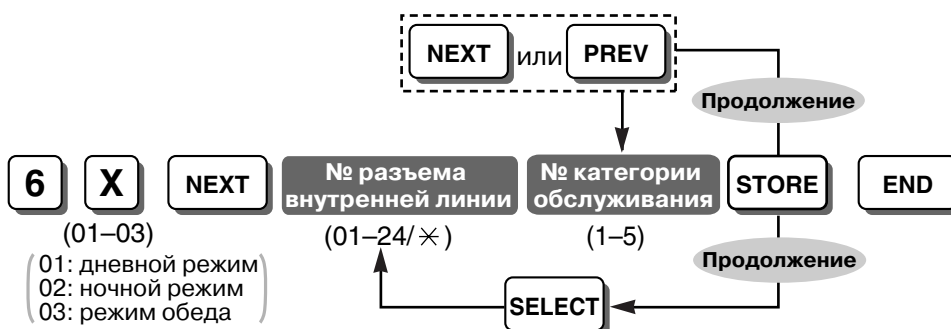 NEXT или PREV
Продолжение
6 X NEXT № разъема внутренней линии № категории обслуживания STORE END
(01–03) (01–24/✳) (1–5)
01: дневной режим
02: ночной режим
03: режим обеда
Продолжение
SELECT